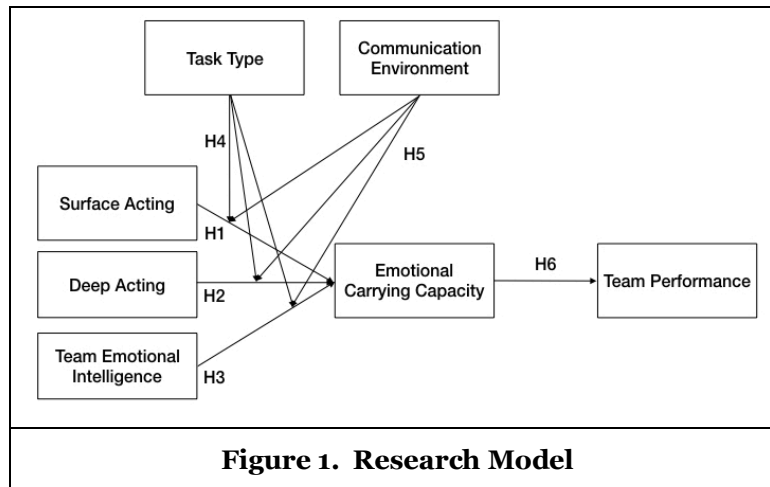 Task Type
Communication
Environment
H4
H5
Surface Acting
H1
Deep Acting
H2
Team Emotional
Intelligence
H3
Emotional
Carrying Capacity
H6
Team Performance
Figure 1. Research Model